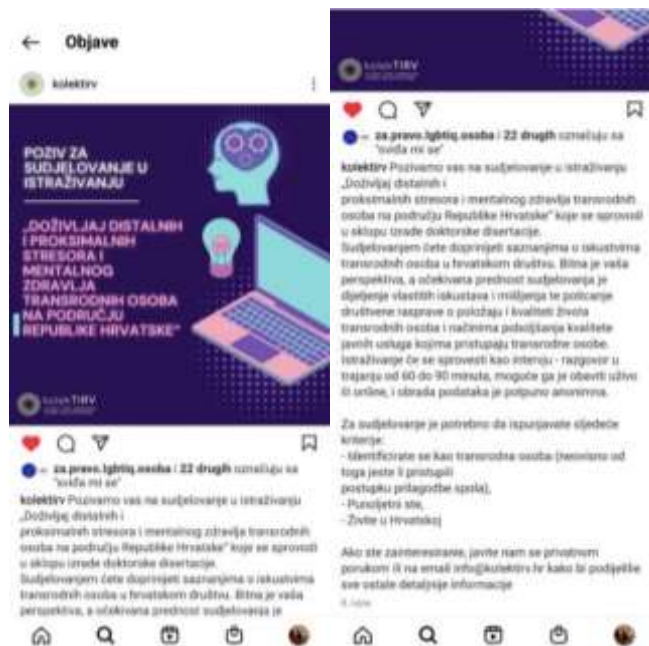 Objave
kolektirv
POZIV ZA
SUDJELOVANJE U
ISTRAŽIVANJU
„DOŽIVLJAJ DISTALNIH
I PROKSIMALNIH
STRESORA I
MENTALNOG
ZDRAVLJA
TRANSRODNIH OSOBA
NA PODRUČJU
REPUBLIKE HRVATSKE"
kolekTIRV
za.pravo.lgbtiq.osoba i 22 drugih označuju sa
"sviđa mi se"
kolektirv Pozivamo vas na sudjelovanje u istraživanju
„Doživljaj distalnih i
proksimalnih stresora i mentalnog zdravlja transrodnih
osoba na području Republike Hrvatske" koje se sprovodi
u sklopu izrade doktorske disertacije.
Sudjelovanjem ćete doprinijeti saznanjima o iskustvima
transrodnih osoba u hrvatskom društvu. Bitna je vaša
perspektiva, a očekivana prednost sudjelovanja je
kolekTIRV
za.pravo.lgbtiq.osoba i 22 drugih označuju sa
"sviđa mi se"
kolektirv Pozivamo vas na sudjelovanje u istraživanju
„Doživljaj distalnih i
proksimalnih stresora i mentalnog zdravlja transrodnih
osoba na području Republike Hrvatske" koje se sprovodi
u sklopu izrade doktorske disertacije.
Sudjelovanjem ćete doprinijeti saznanjima o iskustvima
transrodnih osoba u hrvatskom društvu. Bitna je vaša
perspektiva, a očekivana prednost sudjelovanja je
dijeljenje vlastitih iskustava i mišljenja te poticanje
društvene rasprave o položaju i kvaliteti života
transrodnih osoba i načinima poboljšanja kvalitete
javnih usluga kojima pristupaju transrodne osobe.
Istraživanje će se sprovesti kao intervju - razgovor u
trajanju od 60 do 90 minuta, moguće ga je obaviti uživo
ili online, i obrada podataka je potpuno anonimna.
Za sudjelovanje je potrebno da ispunjavate sljedeće
kriterije:
- Identificirate se kao transrodna osoba (neovisno od
toga jeste li pristupili
postupku prilagodbe spola),
- Punoljetni ste,
- Živite u Hrvatskoj
Ako ste zainteresirane, javite nam se privatnom
porukom ili na email info@kolektirv.hr kako bi podijelile
sve ostale detaljnije informacije